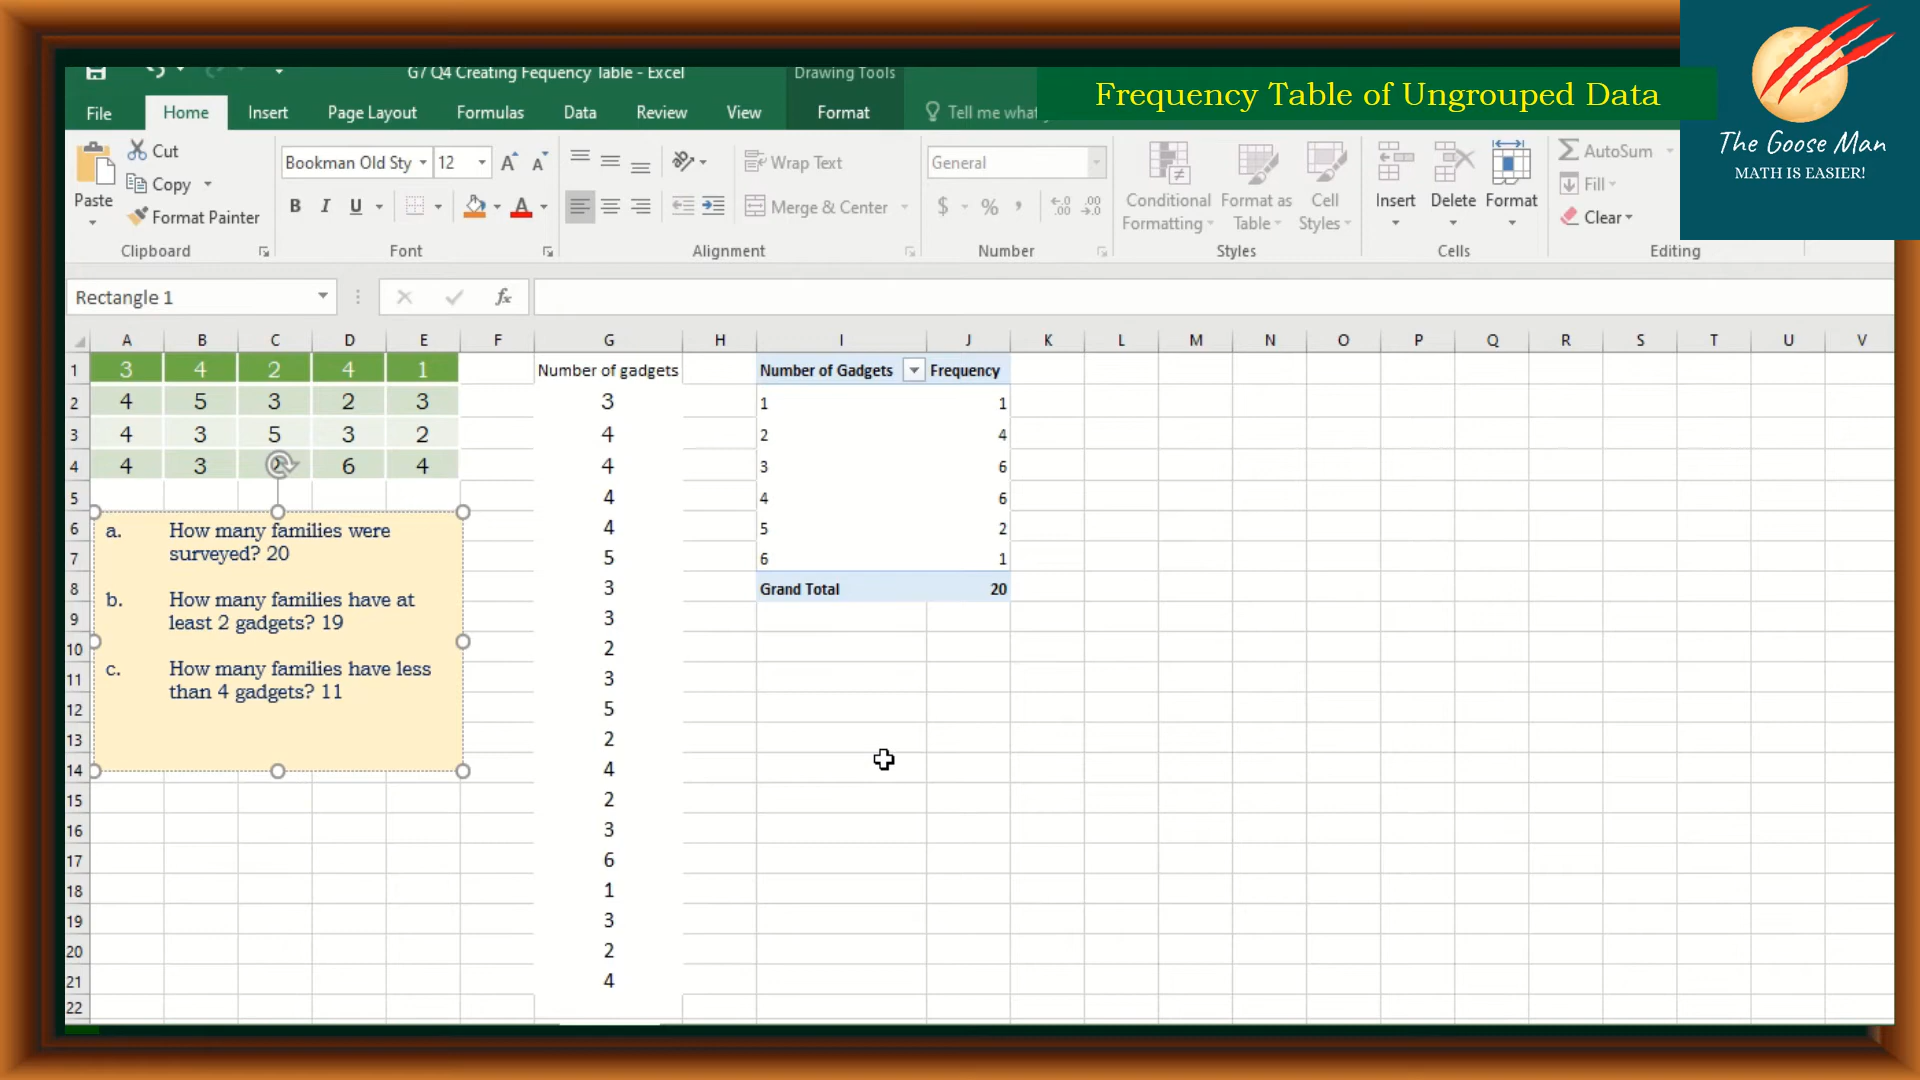 G7 Q4 Creating Fequency Table - Excel
Drawing Tools
Frequency Table of Ungrouped Data
The Goose Man
MATH IS EASIER!
File Home Insert Page Layout Formulas Data Review View Format Tell me what
Paste
Cut
Copy
Format Painter
Clipboard
Bookman Old Sty 12
B I U
Font
Wrap Text
Merge & Center
Alignment
General
$ % ,
Number
Conditional Formatting
Format as Table
Cell Styles
Styles
Insert Delete Format
Cells
AutoSum
Fill
Clear
Editing
Rectangle 1
fx
A B C D E F G H I J K L M N O P Q R S T U V
1 3 4 2 4 1 Number of gadgets Number of Gadgets Frequency
2 4 5 3 2 3 3 1 1
3 4 3 5 3 2 4 2 4
4 4 3 6 4 4 3 6
5 4 4 6
6 4 5 2
7 5 6 1
8 3 Grand Total 20
9 3
10 2
11 3
12 5
13 2
14 4
15 2
16 3
17 6
18 1
19 3
20 2
21 4
22
a. How many families were
surveyed? 20
b. How many families have at
least 2 gadgets? 19
c. How many families have less
than 4 gadgets? 11